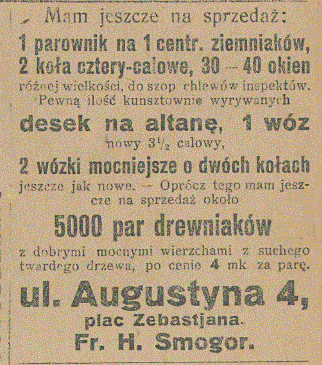 Mam jeszcze na sprzedaż:
1 parownik na 1 centr. ziemniaków,
2 koła cztery-calowe, 30 — 40 okien
różnej wielkości, do szop chlewów inspektów.
Pewną ilość kunsztownie wyrywanych
desek na altanę, 1 wóz
nowy 3½ calowy,
2 wózki mocniejsze o dwóch kołach
jeszcze jak nowe. — Oprócz tego mam jesz-
cze na sprzedaż około
5000 par drewniaków
z dobrymi mocnymi wierzchami z suchego
twardego drzewa, po cenie 4 mk. za parę.
ul. Augustyna 4,
plac Zebastjana.
Fr. H. Smogor.